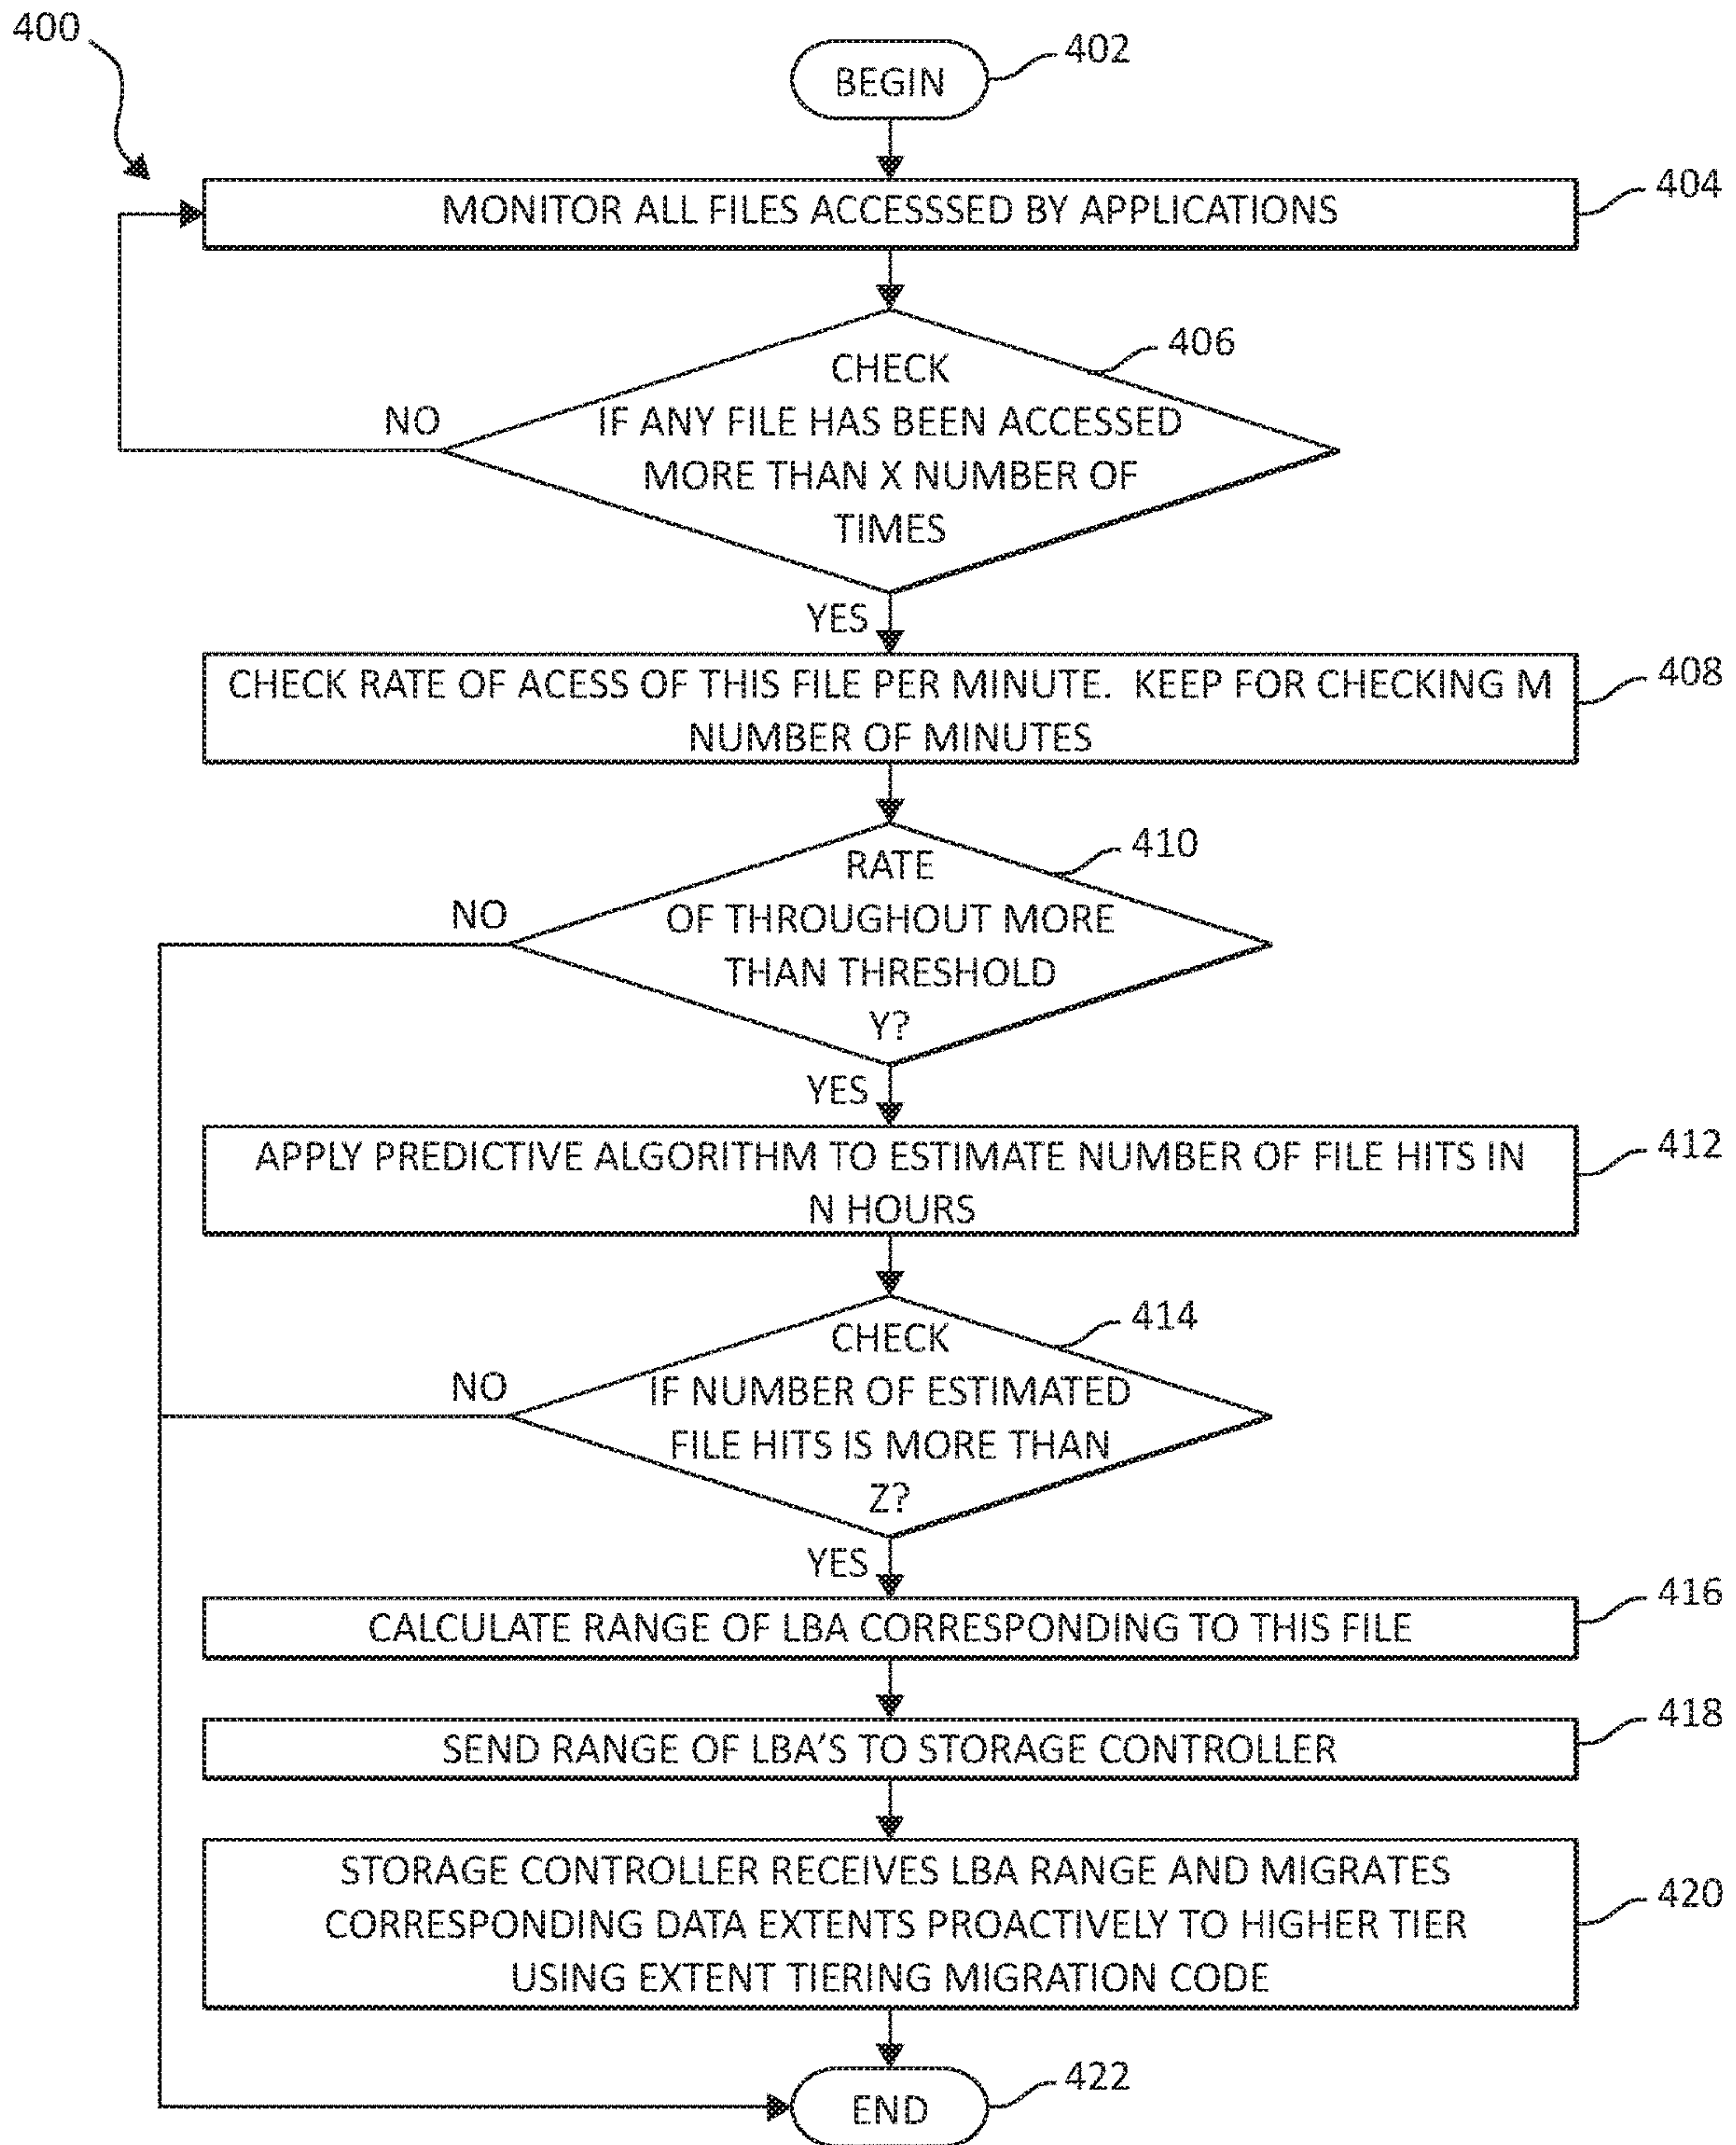 400
BEGIN
402
MONITOR ALL FILES ACCESSSED BY APPLICATIONS
404
CHECK
IF ANY FILE HAS BEEN ACCESSED
MORE THAN X NUMBER OF
TIMES
406
NO
YES
CHECK RATE OF ACESS OF THIS FILE PER MINUTE. KEEP FOR CHECKING M
NUMBER OF MINUTES
408
RATE
OF THROUGHOUT MORE
THAN THRESHOLD
Y?
410
NO
YES
APPLY PREDICTIVE ALGORITHM TO ESTIMATE NUMBER OF FILE HITS IN
N HOURS
412
CHECK
IF NUMBER OF ESTIMATED
FILE HITS IS MORE THAN
Z?
414
NO
YES
CALCULATE RANGE OF LBA CORRESPONDING TO THIS FILE
416
SEND RANGE OF LBA'S TO STORAGE CONTROLLER
418
STORAGE CONTROLLER RECEIVES LBA RANGE AND MIGRATES
CORRESPONDING DATA EXTENTS PROACTIVELY TO HIGHER TIER
USING EXTENT TIERING MIGRATION CODE
420
END
422